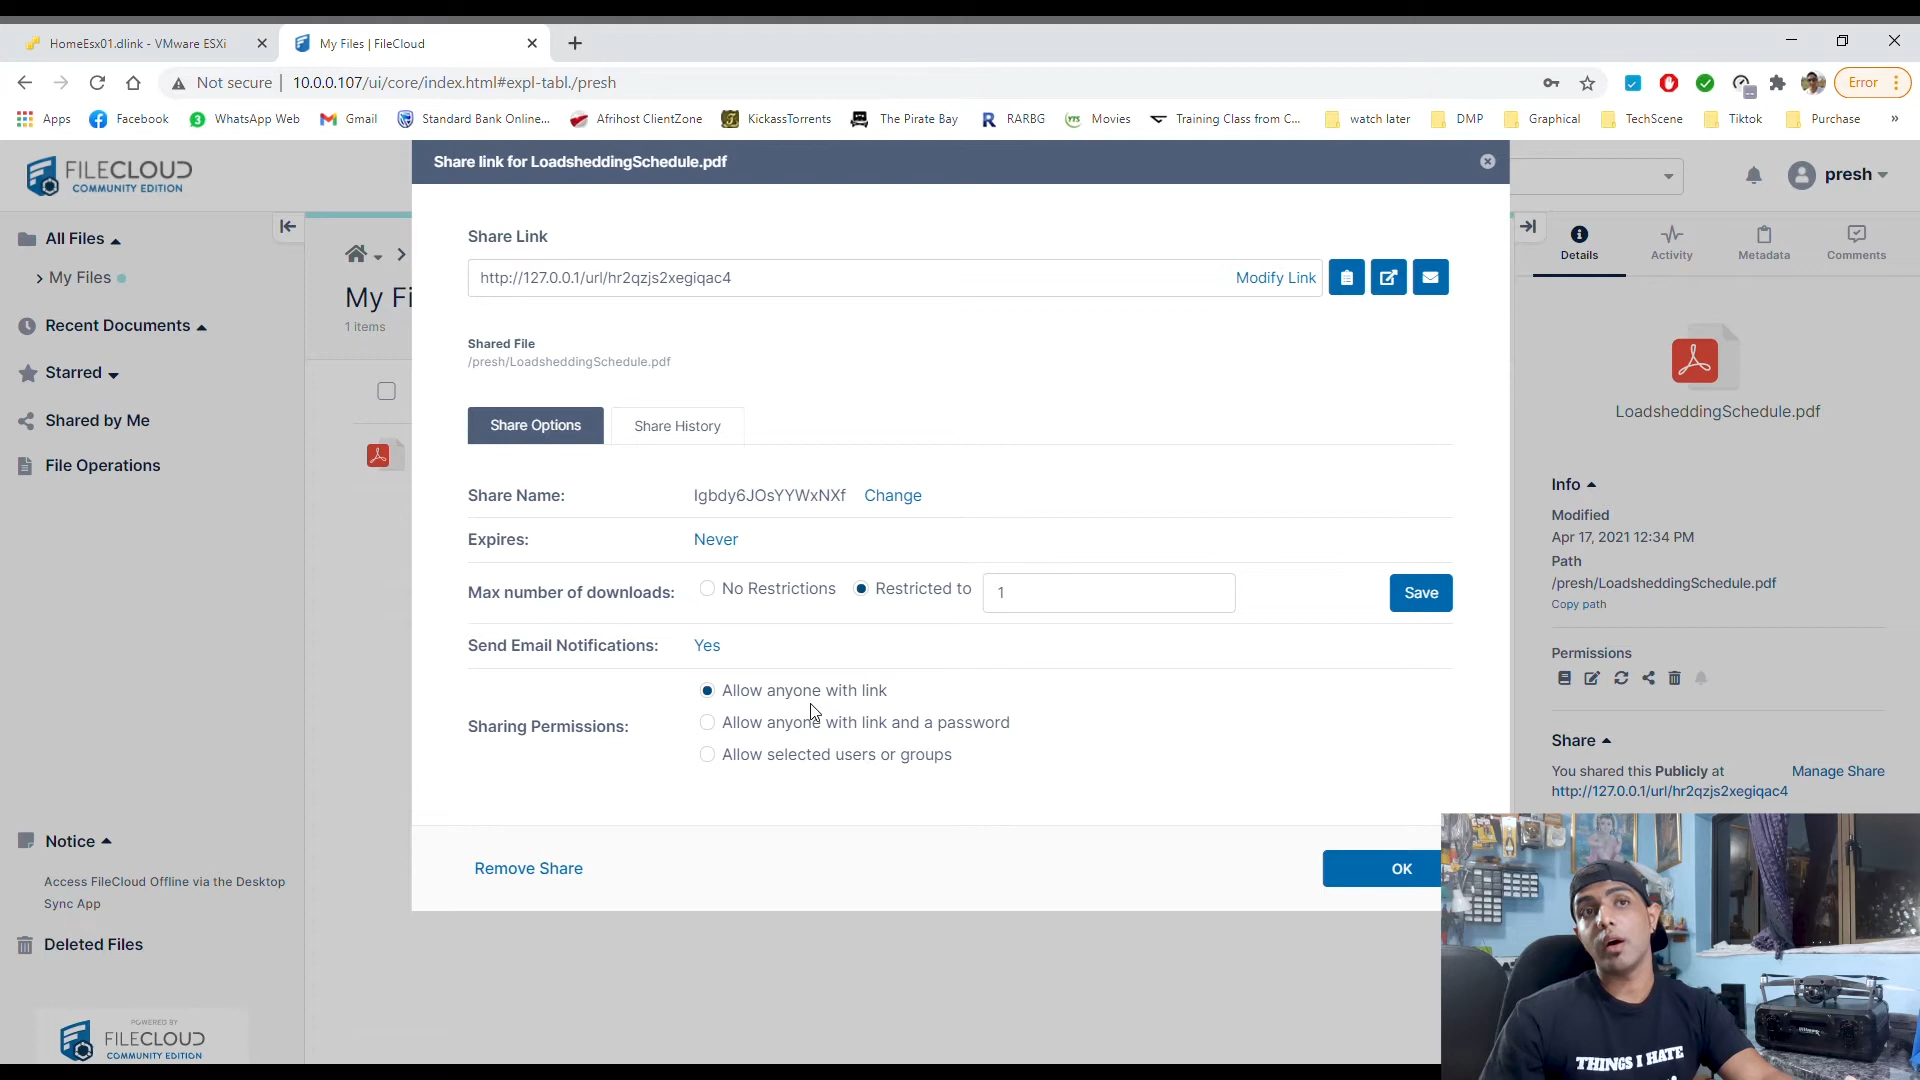 HomeEsx01.dlink - VMware ESXi
My Files | FileCloud
Not secure | 10.0.0.107/ui/core/index.html#expl-tabl./presh
Error
Apps
Facebook
WhatsApp Web
Gmail
Standard Bank Online...
Afrihost ClientZone
KickassTorrents
The Pirate Bay
RARBG
Movies
Training Class from C...
watch later
DMP
Graphical
TechScene
Tiktok
Purchase
»
FILECLOUD
COMMUNITY EDITION
Share link for LoadsheddingSchedule.pdf
presh
All Files
My Files
Recent Documents
Starred
Shared by Me
File Operations
My Fi
1 items
Share Link
http://127.0.0.1/url/hr2qzjs2xegiqac4
Modify Link
Shared File
/presh/LoadsheddingSchedule.pdf
Share Options
Share History
Share Name: Igbdy6JOsYYWxNXf Change
Expires: Never
Max number of downloads: No Restrictions Restricted to 1 Save
Send Email Notifications: Yes
Sharing Permissions:
Allow anyone with link
Allow anyone with link and a password
Allow selected users or groups
Remove Share
OK
Details
Activity
Metadata
Comments
LoadsheddingSchedule.pdf
Info
Modified
Apr 17, 2021 12:34 PM
Path
/presh/LoadsheddingSchedule.pdf
Copy path
Permissions
Share
You shared this Publicly at Manage Share
http://127.0.0.1/url/hr2qzjs2xegiqac4
Notice
Access FileCloud Offline via the Desktop
Sync App
Deleted Files
POWERED BY
FILECLOUD
COMMUNITY EDITION
THINGS I HATE